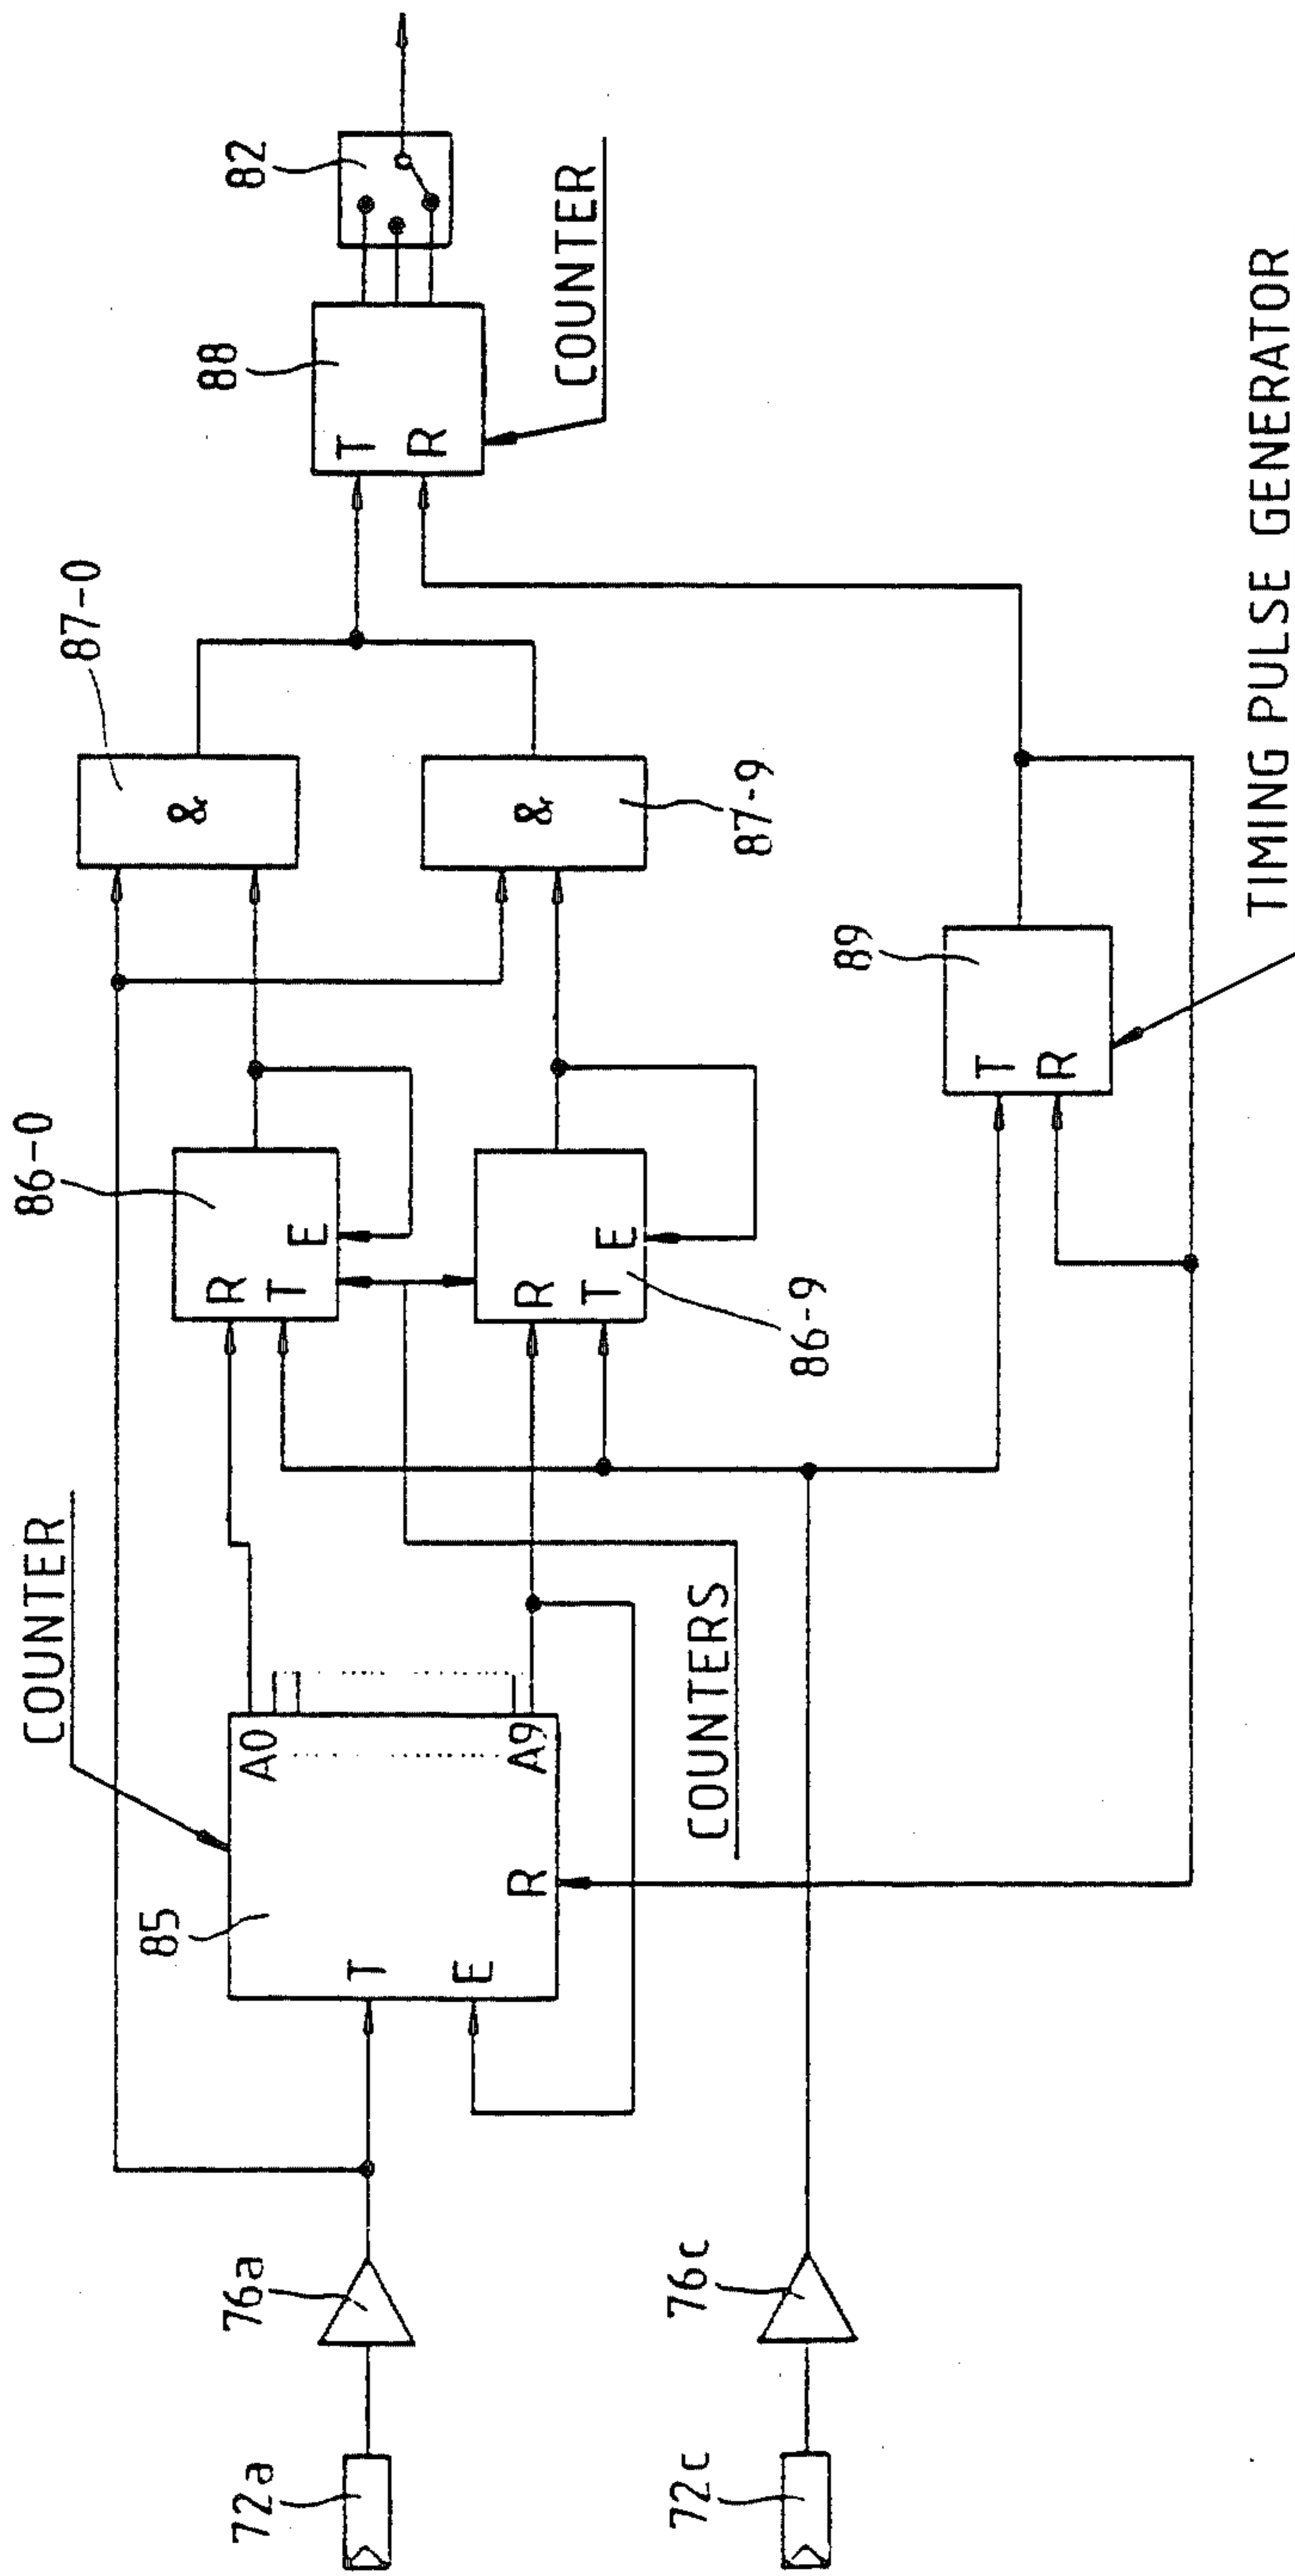 COUNTER
85
T
E
R
A0
A9
72a
76a
72c
76c
COUNTERS
86-0
R
T
E
R
T
E
86-9
87-0
&
&
87-9
88
T
R
COUNTER
82
89
T
R
TIMING PULSE GENERATOR